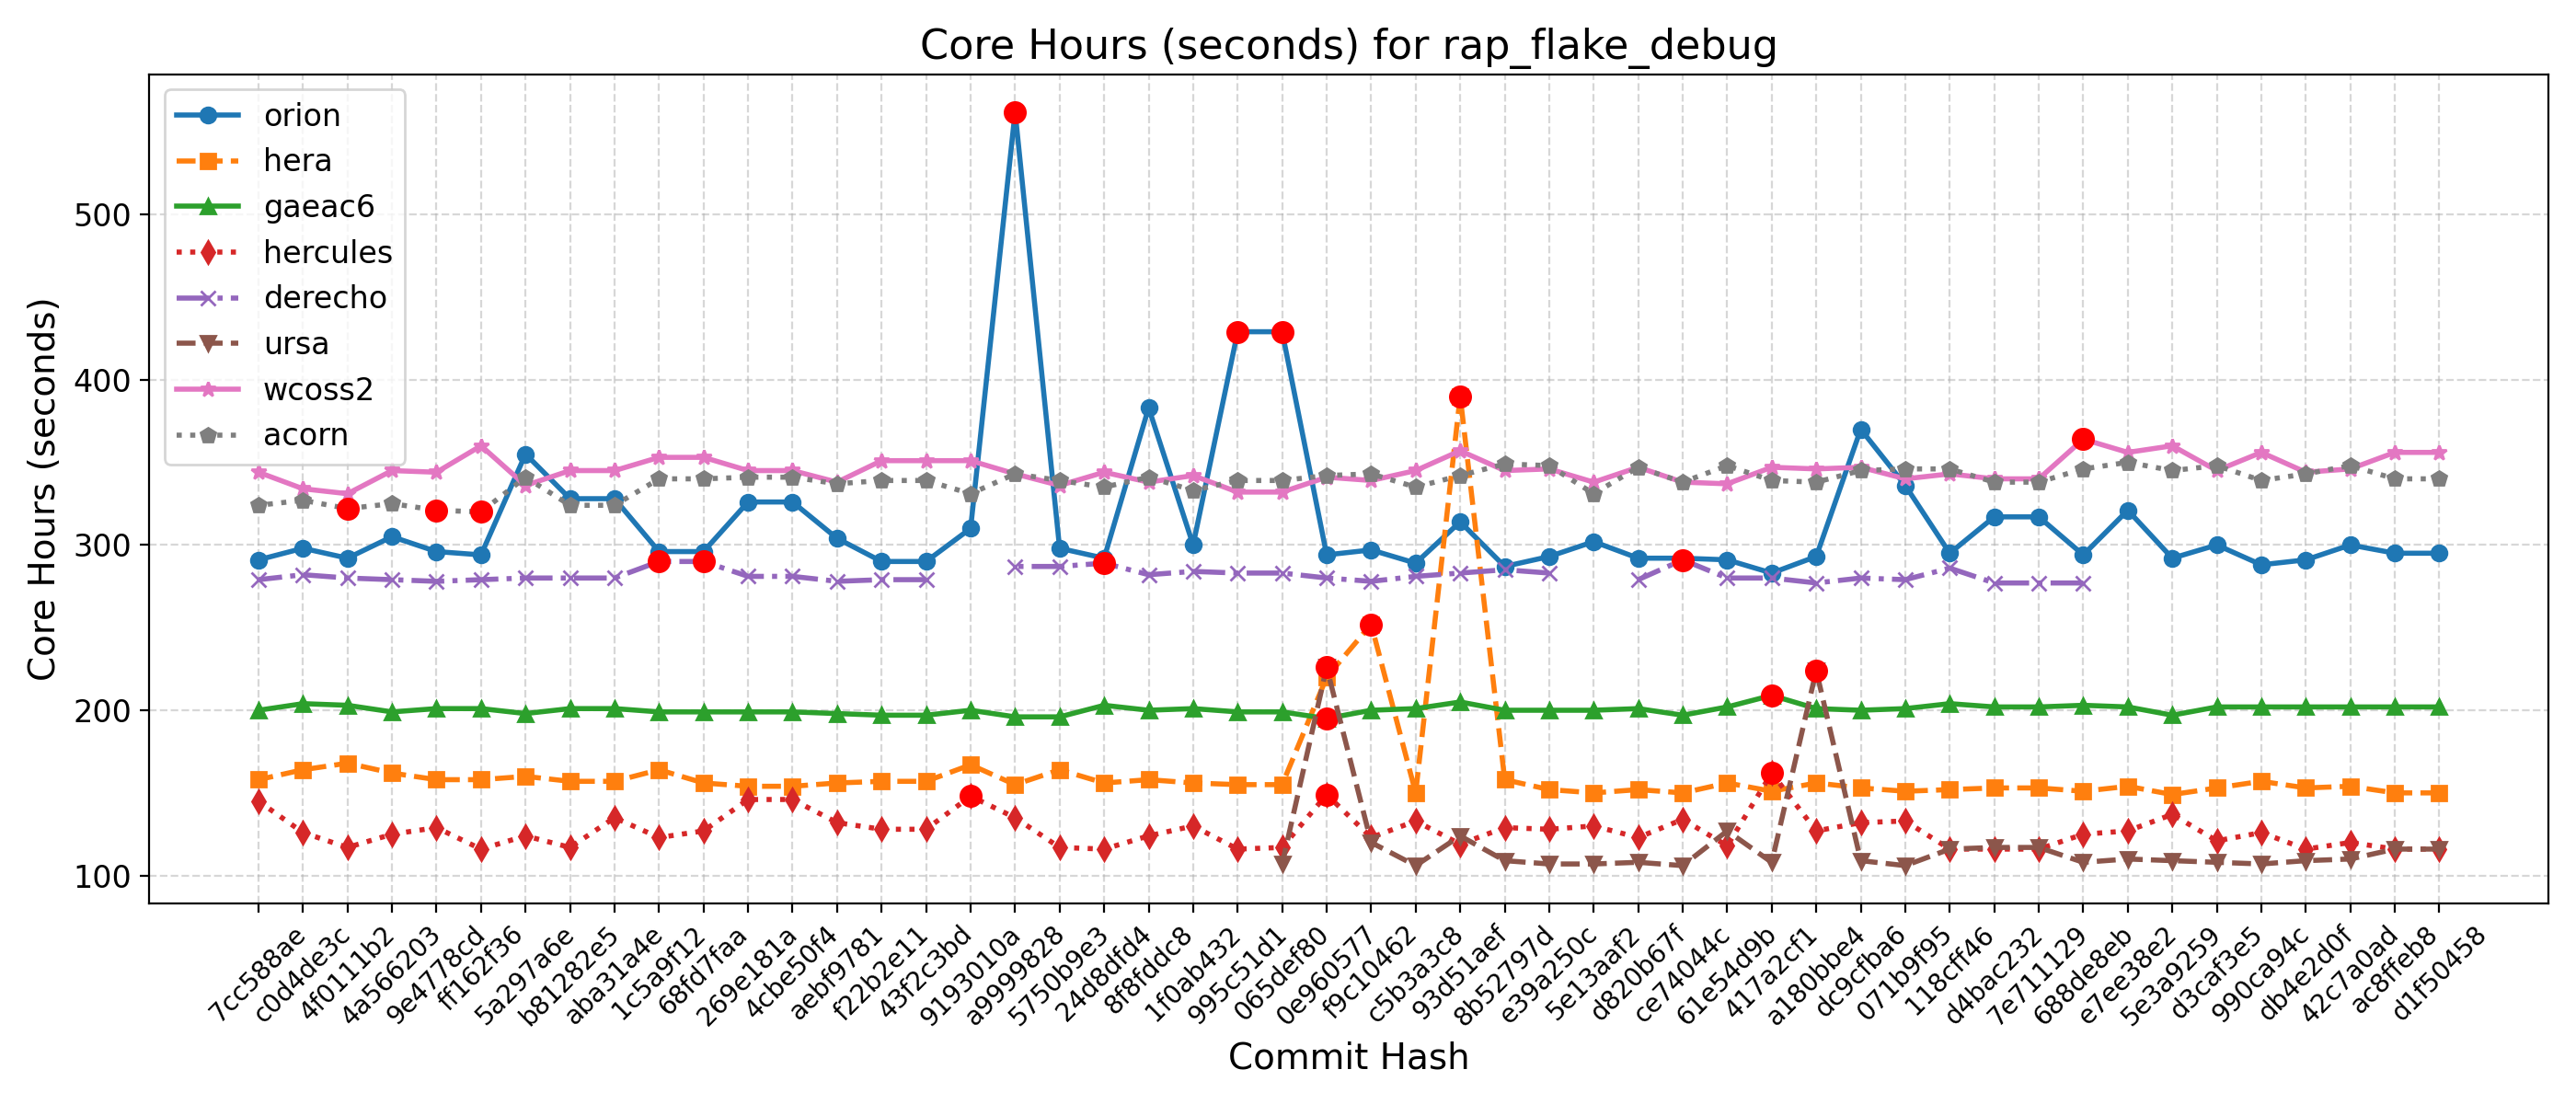 Core Hours (seconds) for rap_flake_debug
orion
hera
gaeac6
hercules
derecho
ursa
wcoss2
acorn
Core Hours (seconds)
500
400
300
200
100
7cc588ae
c0d4de3c
4f0111b2
4a566203
9e4778cd
ff162f36
5a297a6e
b81282e5
aba31a4e
1c5a9f12
68fd7faa
269e181a
4cbe50f4
aebf9781
f22b2e11
43f2c3bd
9193010a
a9999828
5750b9e3
24d8dfd4
8f8fddc8
1f0ab432
995c51d1
065def80
0e960577
f9c10462
c5b3a3c8
93d51aef
8b52797d
e39a250c
5e13aaf2
d820b67f
ce74044c
61e54d9b
417a2cf1
a180bbe4
dc9cfba6
071b9f95
118cff46
d4bac232
7e711129
688de8eb
e7ee38e2
5e3a9259
d3caf3e5
990ca94c
db4e2d0f
42c7a0ad
ac8ffeb8
d1f50458
Commit Hash